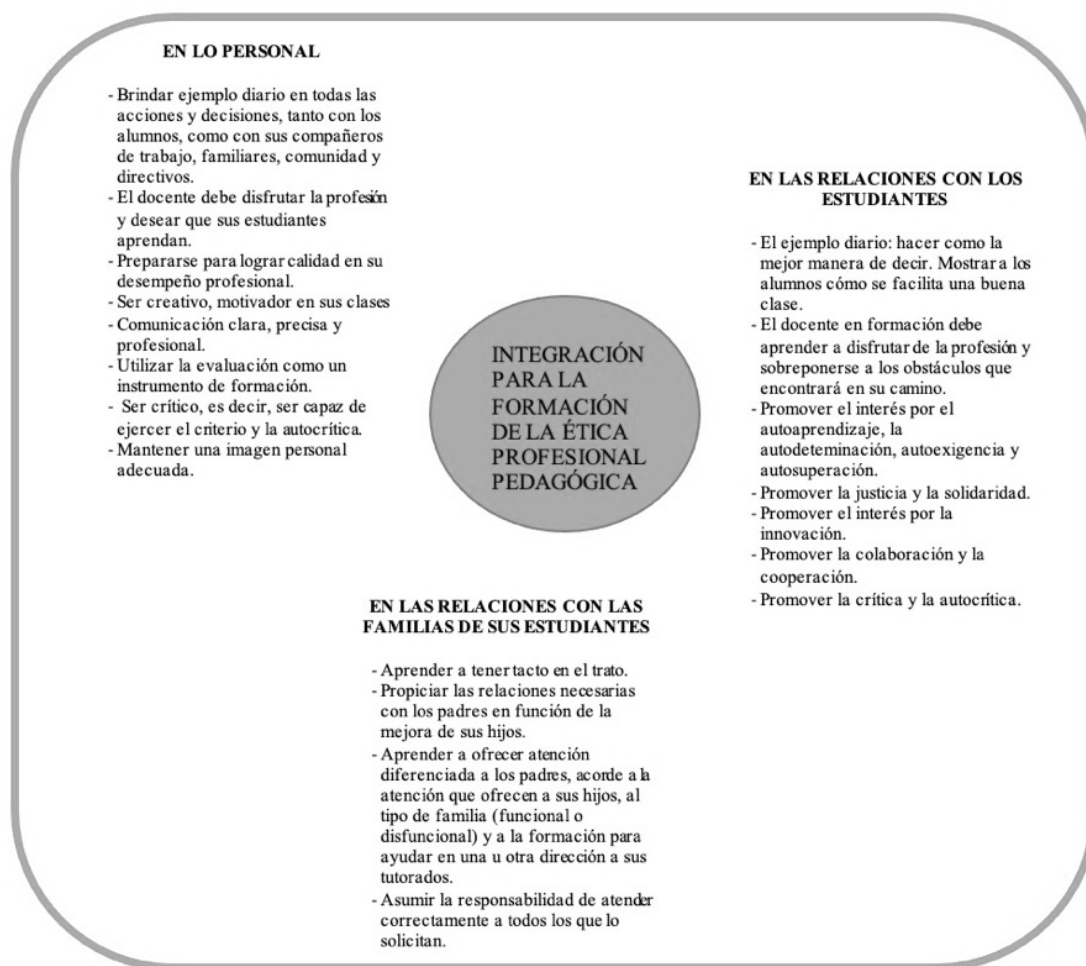 EN LO PERSONAL
- Brindar ejemplo diario en todas las
acciones y decisiones, tanto con los
alumnos, como con sus compañeros
de trabajo, familiares, comunidad y
directivos.
- El docente debe disfrutar la profesión
y desear que sus estudiantes
aprendan.
- Prepararse para lograr calidad en su
desempeño profesional.
- Ser creativo, motivador en sus clases
- Comunicación clara, precisa y
profesional.
- Utilizar la evaluación como un
instrumento de formación.
- Ser crítico, es decir, ser capaz de
ejercer el criterio y la autocrítica.
- Mantener una imagen personal
adecuada.
INTEGRACIÓN
PARA LA
FORMACIÓN
DE LA ÉTICA
PROFESIONAL
PEDAGÓGICA
EN LAS RELACIONES CON LOS
ESTUDIANTES
- El ejemplo diario: hacer como la
mejor manera de decir. Mostrar a los
alumnos cómo se facilita una buena
clase.
- El docente en formación debe
aprender a disfrutar de la profesión y
sobreponerse a los obstáculos que
encontrará en su camino.
- Promover el interés por el
autoaprendizaje, la
autodeteminación, autoexigencia y
autosuperación.
- Promover la justicia y la solidaridad.
- Promover el interés por la
innovación.
- Promover la colaboración y la
cooperación.
- Promover la crítica y la autocrítica.
EN LAS RELACIONES CON LAS
FAMILIAS DE SUS ESTUDIANTES
- Aprender a tener tacto en el trato.
- Propiciar las relaciones necesarias
con los padres en función de la
mejora de sus hijos.
- Aprender a ofrecer atención
diferenciada a los padres, acorde a la
atención que ofrecen a sus hijos, al
tipo de familia (funcional o
disfuncional) y a la formación para
ayudar en una u otra dirección a sus
tutorados.
- Asumir la responsabilidad de atender
correctamente a todos los que lo
solicitan.